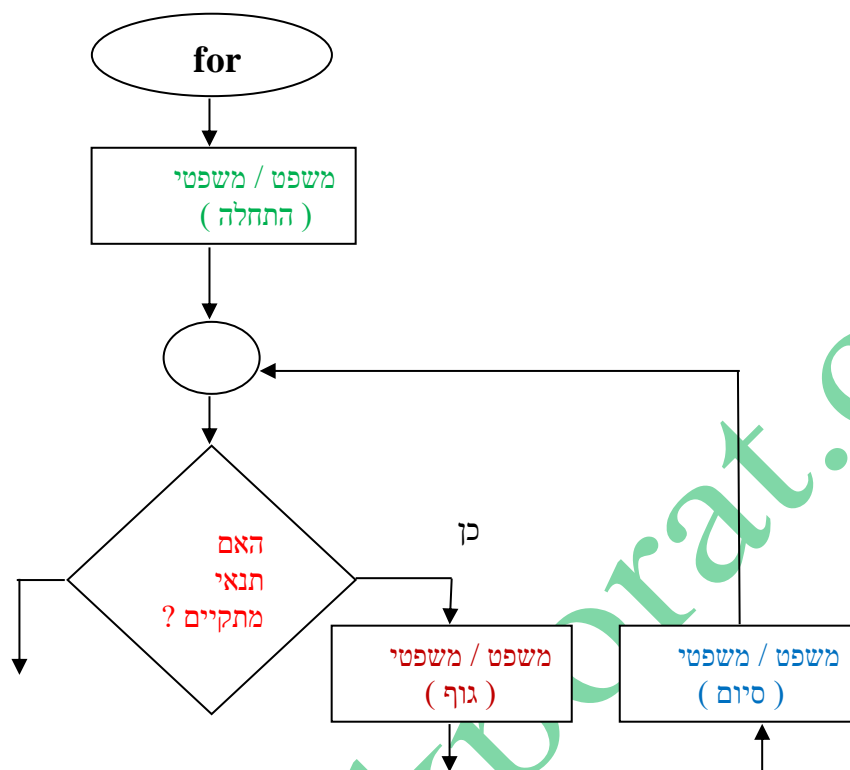 for
משפט / משפטי
( התחלה )
האם
תנאי
מתקיים ?
כן
משפט / משפטי
( גוף )
משפט / משפטי
( סיום )